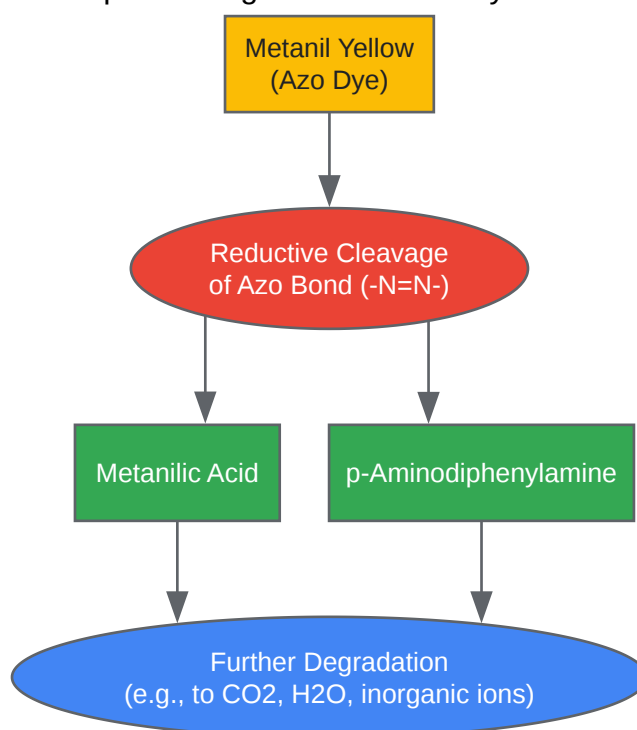 Metanil Yellow
(Azo Dye)
Reductive Cleavage
of Azo Bond (-N=N-)
Metanilic Acid
p-Aminodiphenylamine
Further Degradation
(e.g., to CO2, H2O, inorganic ions)